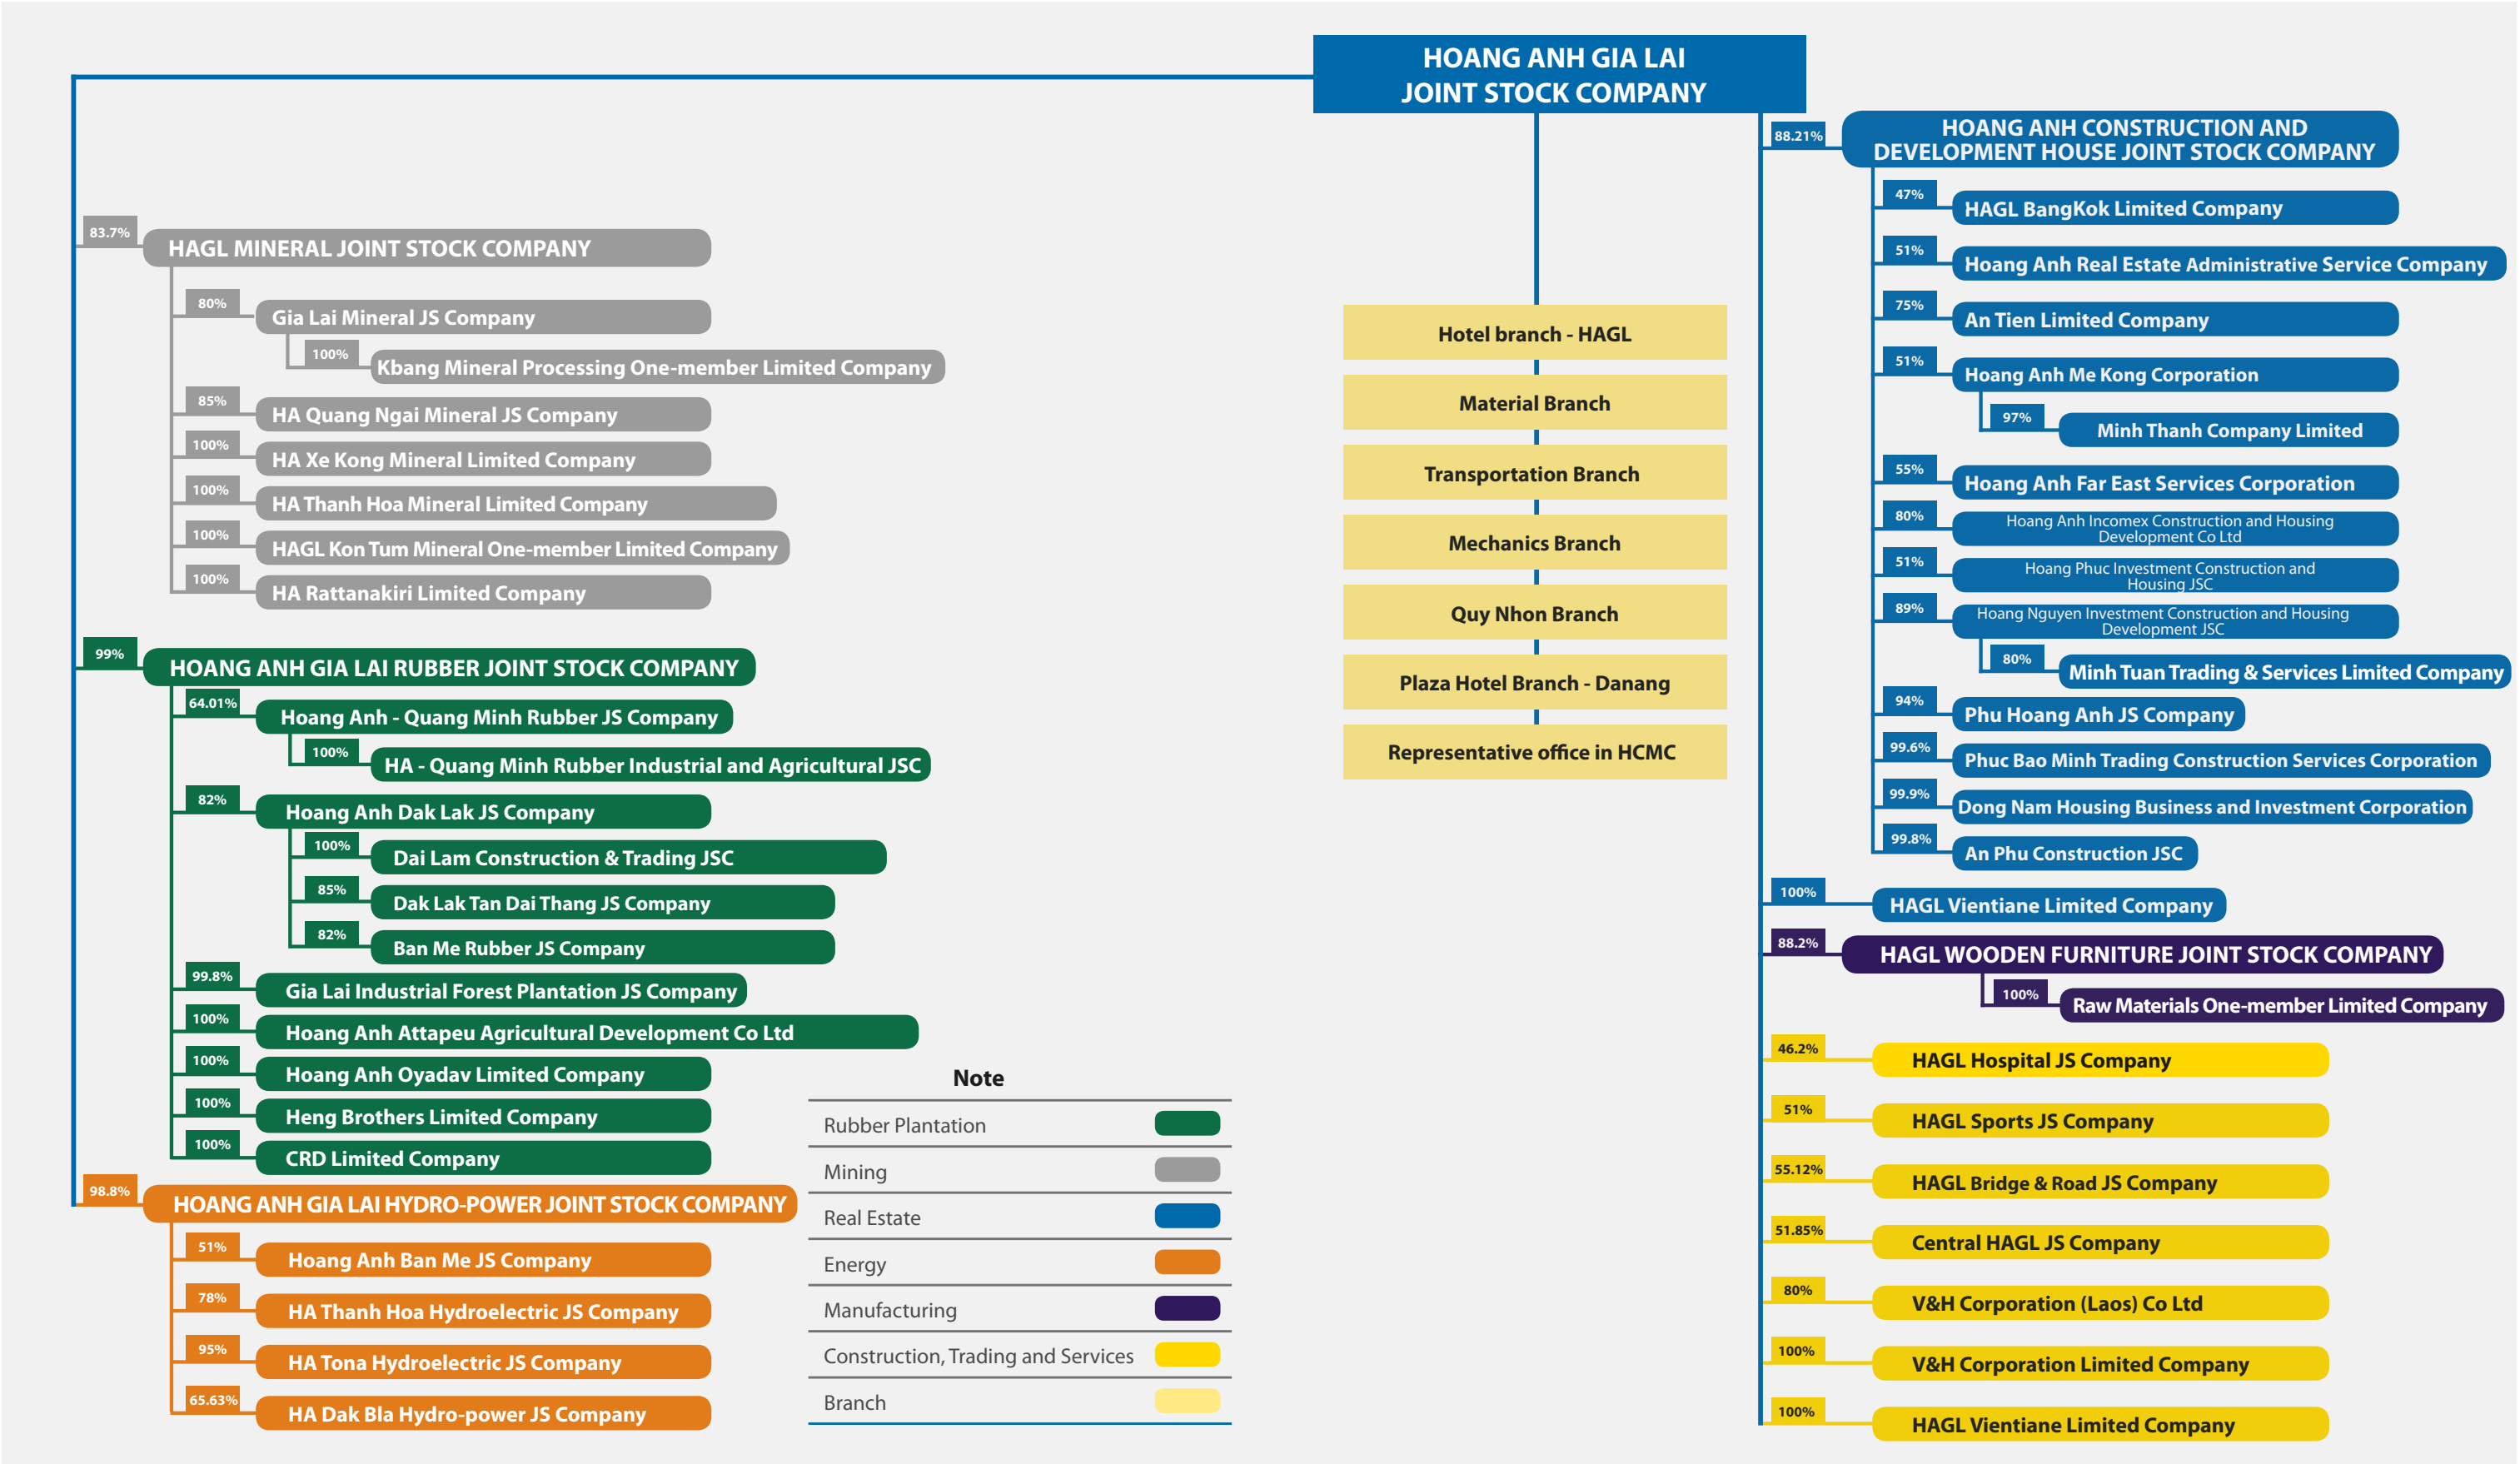 HOANG ANH GIA LAI
JOINT STOCK COMPANY
83.7%
HAGL MINERAL JOINT STOCK COMPANY
80%
Gia Lai Mineral JS Company
100%
Kbang Mineral Processing One-member Limited Company
85%
HA Quang Ngai Mineral JS Company
100%
HA Xe Kong Mineral Limited Company
100%
HA Thanh Hoa Mineral Limited Company
100%
HAGL Kon Tum Mineral One-member Limited Company
100%
HA Rattanakiri Limited Company
99%
HOANG ANH GIA LAI RUBBER JOINT STOCK COMPANY
64.01%
Hoang Anh - Quang Minh Rubber JS Company
100%
HA - Quang Minh Rubber Industrial and Agricultural JSC
82%
Hoang Anh Dak Lak JS Company
100%
Dai Lam Construction & Trading JSC
85%
Dak Lak Tan Dai Thang JS Company
82%
Ban Me Rubber JS Company
99.8%
Gia Lai Industrial Forest Plantation JS Company
100%
Hoang Anh Attapeu Agricultural Development Co Ltd
100%
Hoang Anh Oyadav Limited Company
100%
Heng Brothers Limited Company
100%
CRD Limited Company
98.8%
HOANG ANH GIA LAI HYDRO-POWER JOINT STOCK COMPANY
51%
Hoang Anh Ban Me JS Company
78%
HA Thanh Hoa Hydroelectric JS Company
95%
HA Tona Hydroelectric JS Company
65.63%
HA Dak Bla Hydro-power JS Company
Hotel branch - HAGL
Material Branch
Transportation Branch
Mechanics Branch
Quy Nhon Branch
Plaza Hotel Branch - Danang
Representative office in HCMC
Note
Rubber Plantation
Mining
Real Estate
Energy
Manufacturing
Construction, Trading and Services
Branch
88.21%
HOANG ANH CONSTRUCTION AND
DEVELOPMENT HOUSE JOINT STOCK COMPANY
47%
HAGL BangKok Limited Company
51%
Hoang Anh Real Estate Administrative Service Company
75%
An Tien Limited Company
51%
Hoang Anh Me Kong Corporation
97%
Minh Thanh Company Limited
55%
Hoang Anh Far East Services Corporation
80%
Hoang Anh Incomex Construction and Housing
Development Co Ltd
51%
Hoang Phuc Investment Construction and
Housing JSC
89%
Hoang Nguyen Investment Construction and Housing
Development JSC
80%
Minh Tuan Trading & Services Limited Company
94%
Phu Hoang Anh JS Company
99.6%
Phuc Bao Minh Trading Construction Services Corporation
99.9%
Dong Nam Housing Business and Investment Corporation
99.8%
An Phu Construction JSC
100%
HAGL Vientiane Limited Company
88.2%
HAGL WOODEN FURNITURE JOINT STOCK COMPANY
100%
Raw Materials One-member Limited Company
46.2%
HAGL Hospital JS Company
51%
HAGL Sports JS Company
55.12%
HAGL Bridge & Road JS Company
51.85%
Central HAGL JS Company
80%
V&H Corporation (Laos) Co Ltd
100%
V&H Corporation Limited Company
100%
HAGL Vientiane Limited Company